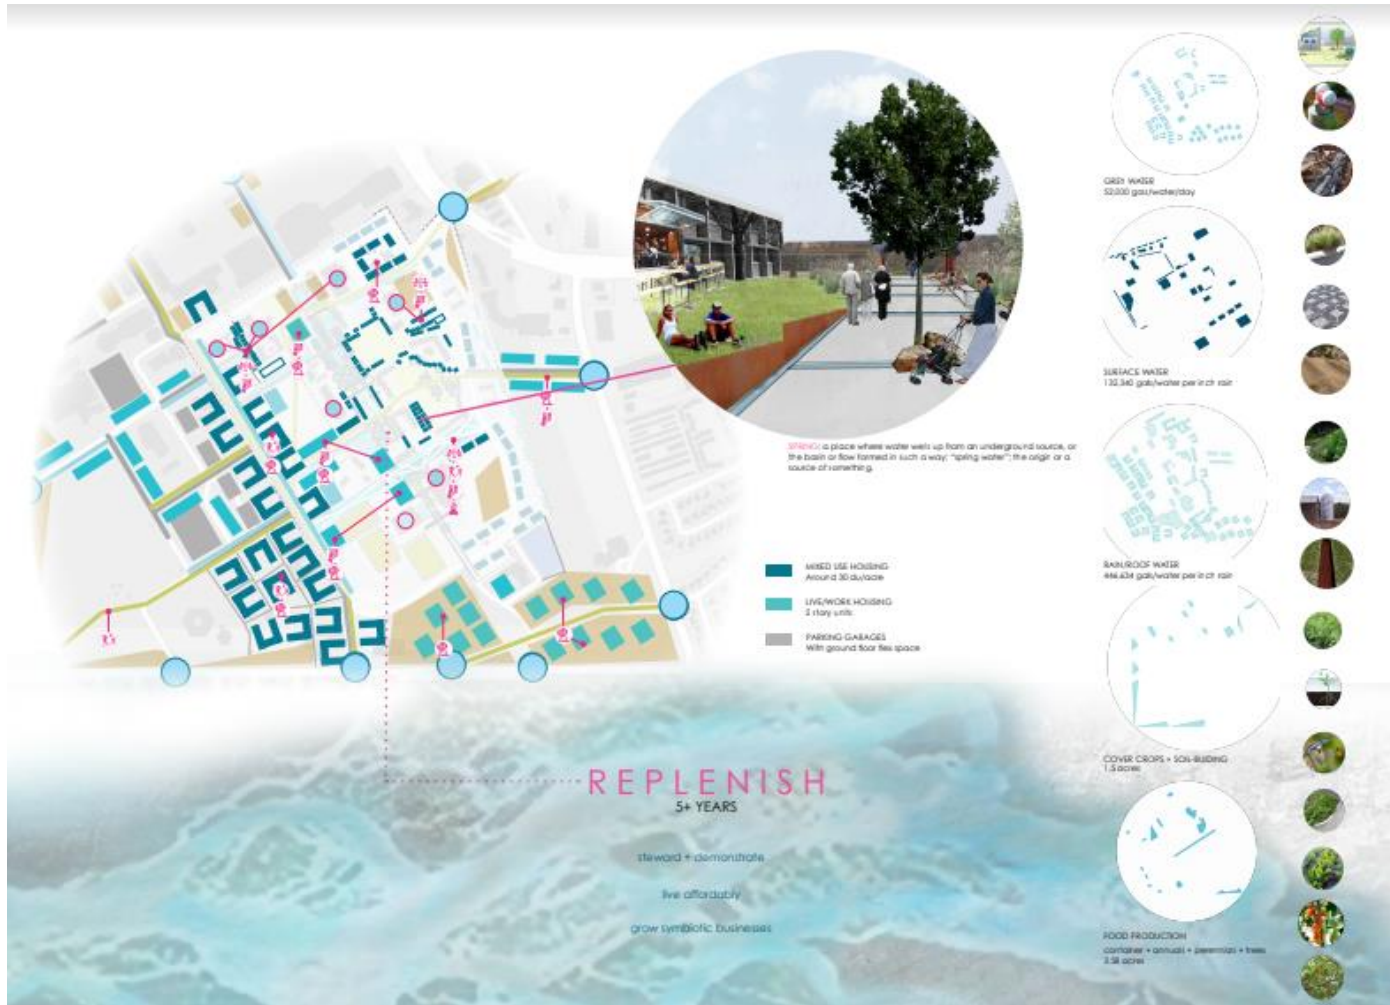 GREY WATER
52,000 gals/water/day
SURFACE WATER
132,340 gals/water per inch rain
SPRING: a place where water wells up from an underground source, or
the basin or flow formed in such a way; "spring water"; the origin or a
source of something.
RAIN/ROOF WATER
446,634 gals/water per inch rain
MIXED USE HOUSING
Around 30 du/acre
LIVE/WORK HOUSING
2 story units
PARKING GARAGES
With ground floor flex space
COVER CROPS + SOIL-BUILDING
1.5 acres
REPLENISH
5+ YEARS
steward + demonstrate
live affordably
grow symbiotic businesses
FOOD PRODUCTION
container + annuals + perennials + trees
3.58 acres